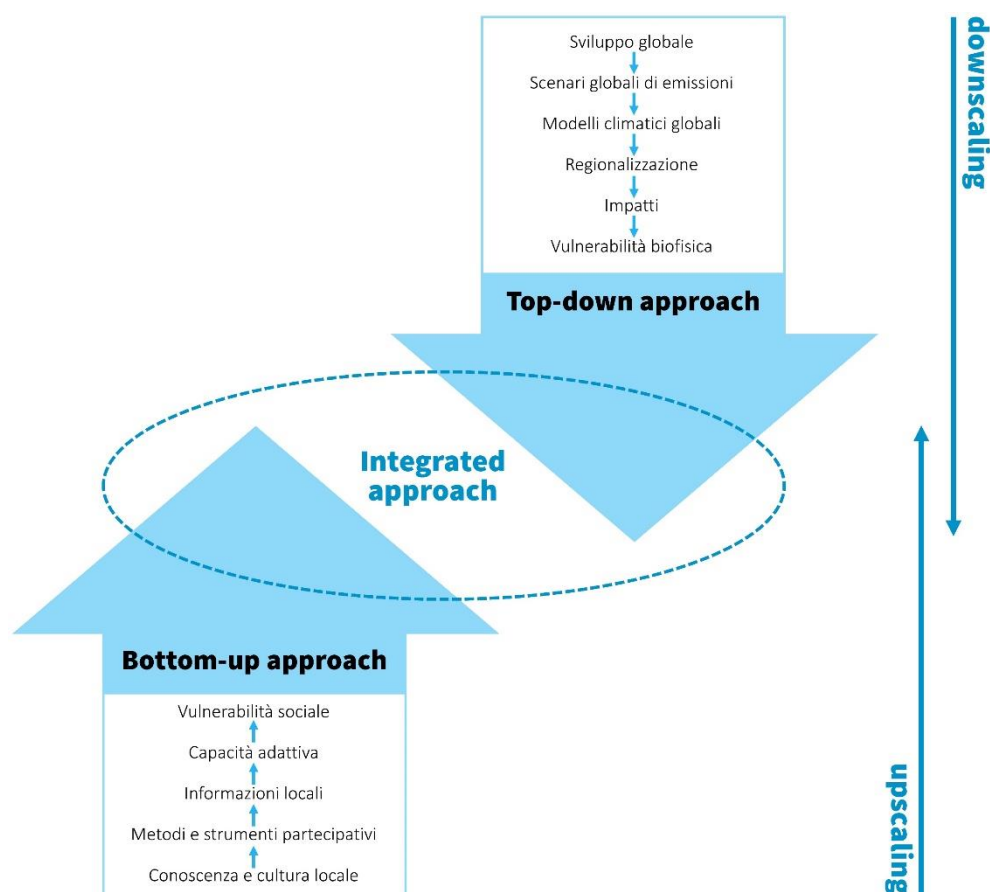 Sviluppo globale
Scenari globali di emissioni
Modelli climatici globali
Regionalizzazione
Impatti
Vulnerabilità biofisica
Top-down approach
downscaling
Integrated
approach
Bottom-up approach
Vulnerabilità sociale
Capacità adattiva
Informazioni locali
Metodi e strumenti partecipativi
Conoscenza e cultura locale
upscaling